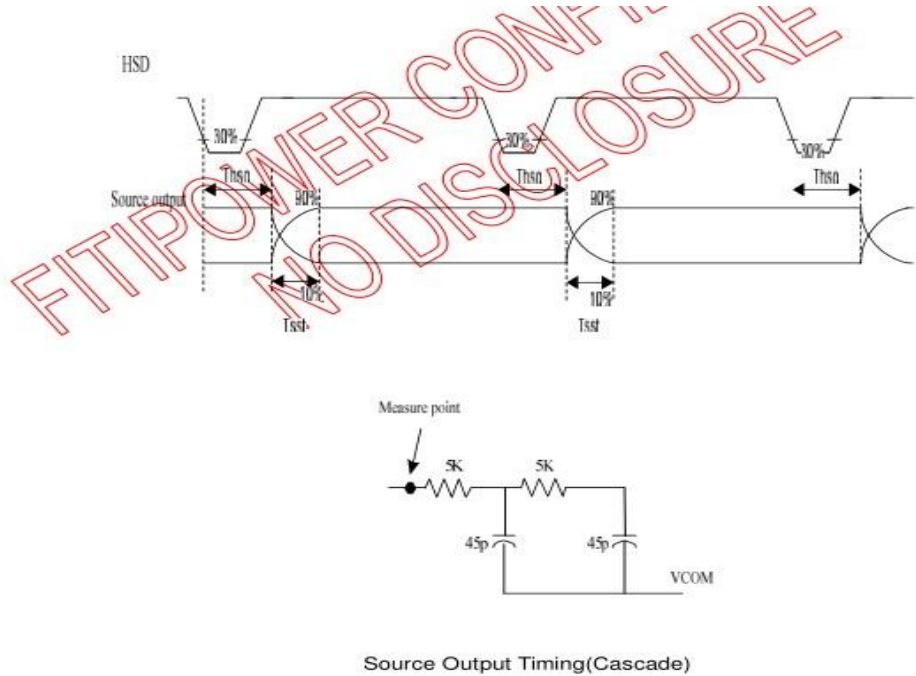 FITIPOWER CONFI
NO DISCLOSURE
HSD
30%
30%
30%
Thsn
Thsn
Thsn
Source output
90%
90%
10%
10%
Tsst
Tsst
Measure point
5K
5K
45p
45p
VCOM
Source Output Timing(Cascade)